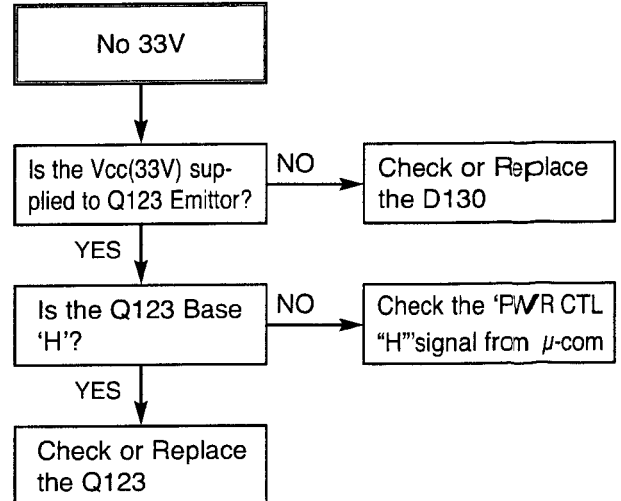 No 33V
Is the Vcc(33V) sup-
plied to Q123 Emittor?
NO
Check or Replace
the D130
YES
Is the Q123 Base
'H'?
NO
Check the 'PWR CTL
"H"'signal from μ-com
YES
Check or Replace
the Q123